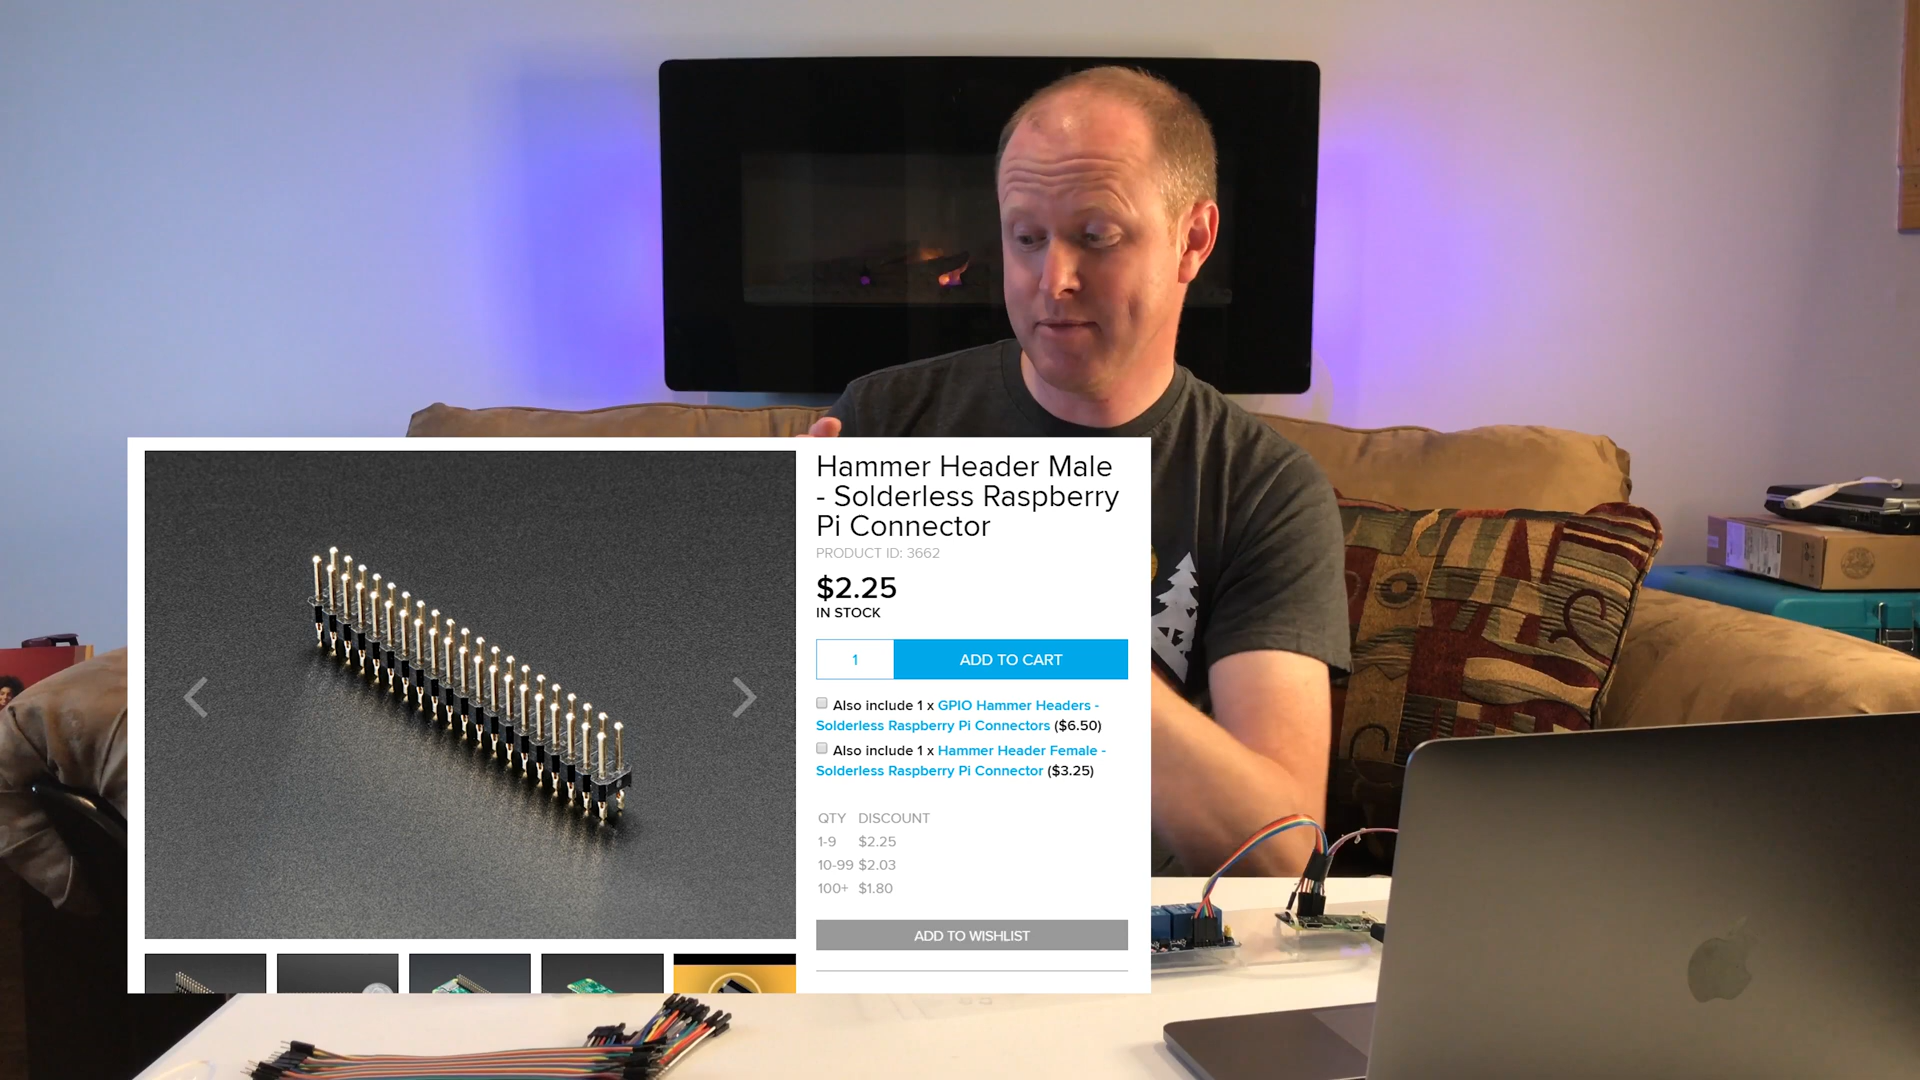 Hammer Header Male
- Solderless Raspberry
Pi Connector
PRODUCT ID: 3662
$2.25
IN STOCK
1
ADD TO CART
Also include 1 x GPIO Hammer Headers -
Solderless Raspberry Pi Connectors ($6.50)
Also include 1 x Hammer Header Female -
Solderless Raspberry Pi Connector ($3.25)
QTY DISCOUNT
1-9 $2.25
10-99 $2.03
100+ $1.80
ADD TO WISHLIST